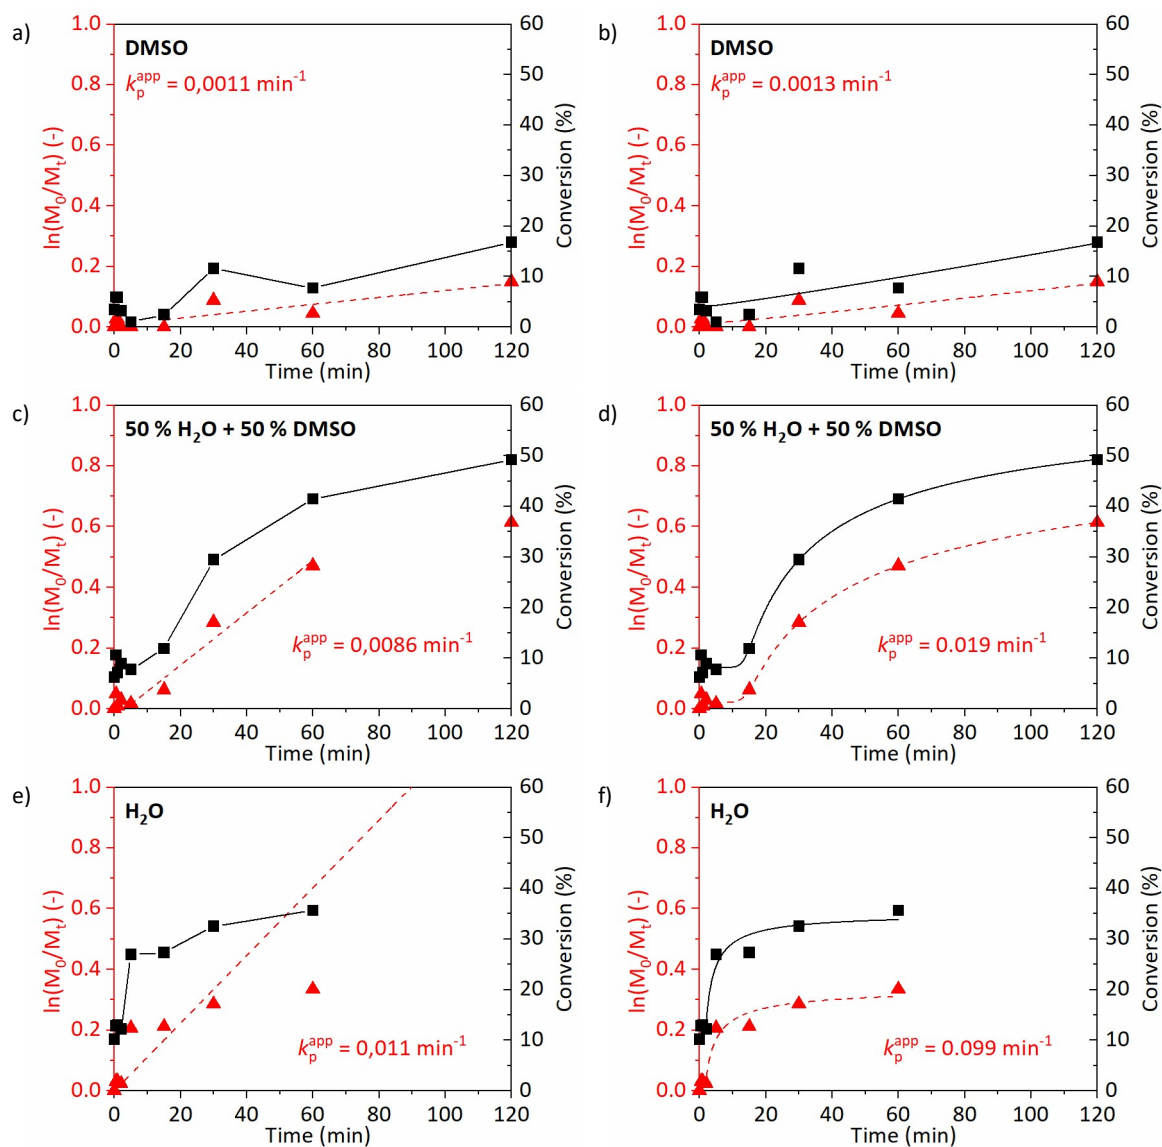 a)
DMSO
k_p^app = 0,0011 min^-1
1.0
0.8
0.6
0.4
0.2
0.0
ln(M_0/M_t) (-)
60
50
40
30
20
10
0
Conversion (%)
0 20 40 60 80 100 120
Time (min)
b)
DMSO
k_p^app = 0.0013 min^-1
1.0
0.8
0.6
0.4
0.2
0.0
ln(M_0/M_t) (-)
60
50
40
30
20
10
0
Conversion (%)
0 20 40 60 80 100 120
Time (min)
c)
50 % H_2O + 50 % DMSO
k_p^app = 0,0086 min^-1
1.0
0.8
0.6
0.4
0.2
0.0
ln(M_0/M_t) (-)
60
50
40
30
20
10
0
Conversion (%)
0 20 40 60 80 100 120
Time (min)
d)
50 % H_2O + 50 % DMSO
k_p^app = 0.019 min^-1
1.0
0.8
0.6
0.4
0.2
0.0
ln(M_0/M_t) (-)
60
50
40
30
20
10
0
Conversion (%)
0 20 40 60 80 100 120
Time (min)
e)
H_2O
k_p^app = 0,011 min^-1
1.0
0.8
0.6
0.4
0.2
0.0
ln(M_0/M_t) (-)
60
50
40
30
20
10
0
Conversion (%)
0 20 40 60 80 100 120
Time (min)
f)
H_2O
k_p^app = 0.099 min^-1
1.0
0.8
0.6
0.4
0.2
0.0
ln(M_0/M_t) (-)
60
50
40
30
20
10
0
Conversion (%)
0 20 40 60 80 100 120
Time (min)